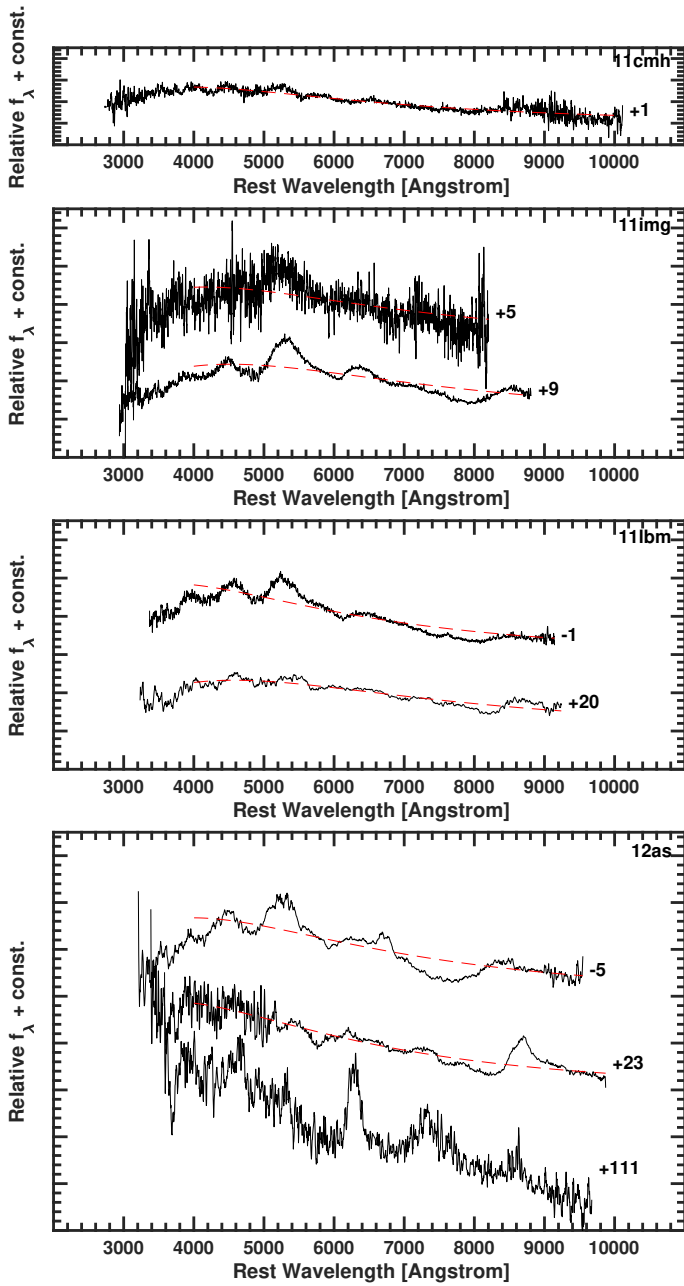 11cmh
Relative f_λ + const.
+1
3000 4000 5000 6000 7000 8000 9000 10000
Rest Wavelength [Angstrom]
11img
Relative f_λ + const.
+5
+9
3000 4000 5000 6000 7000 8000 9000 10000
Rest Wavelength [Angstrom]
11lbm
Relative f_λ + const.
-1
+20
3000 4000 5000 6000 7000 8000 9000 10000
Rest Wavelength [Angstrom]
12as
Relative f_λ + const.
-5
+23
+111
3000 4000 5000 6000 7000 8000 9000 10000
Rest Wavelength [Angstrom]